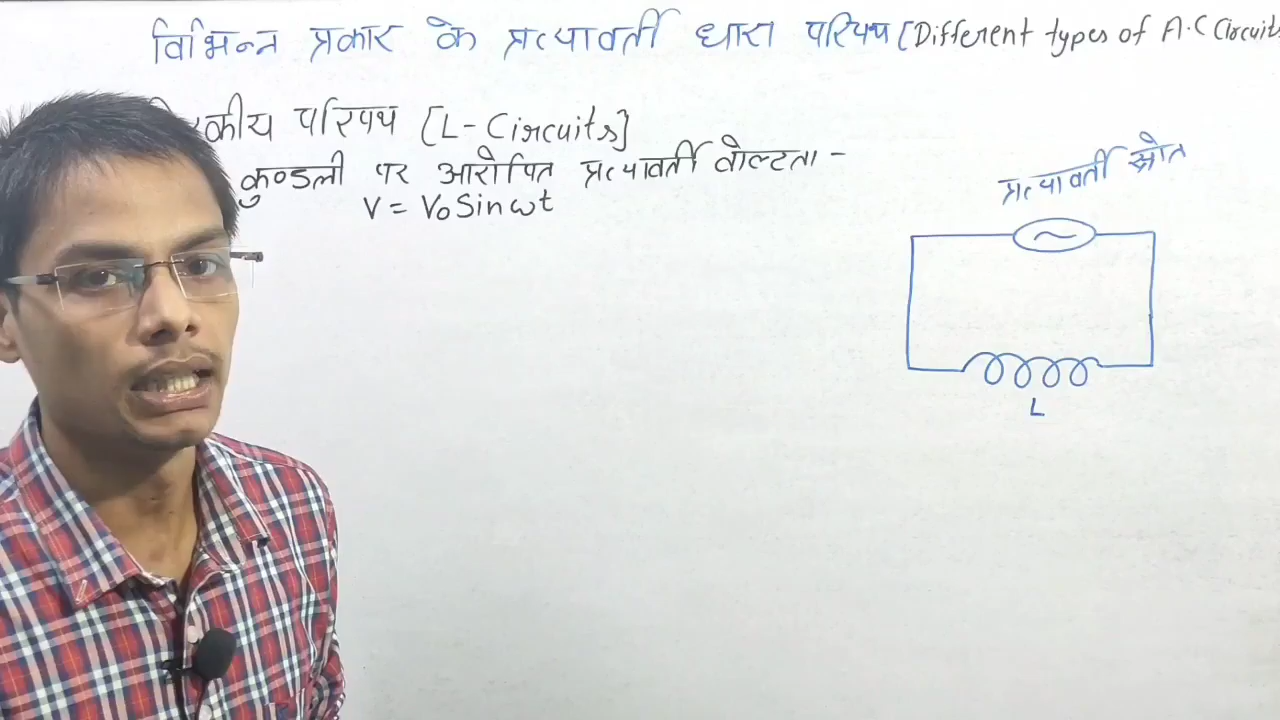 विभिन्न प्रकार के प्रत्यावर्ती धारा परिपथ [Different types of A.C Circuits
परिपथ [L-Circuits]
कुण्डली पर आरोपित प्रत्यावर्ती वोल्टता -
V = V₀ Sin ωt
प्रत्यावर्ती स्रोत
~
L